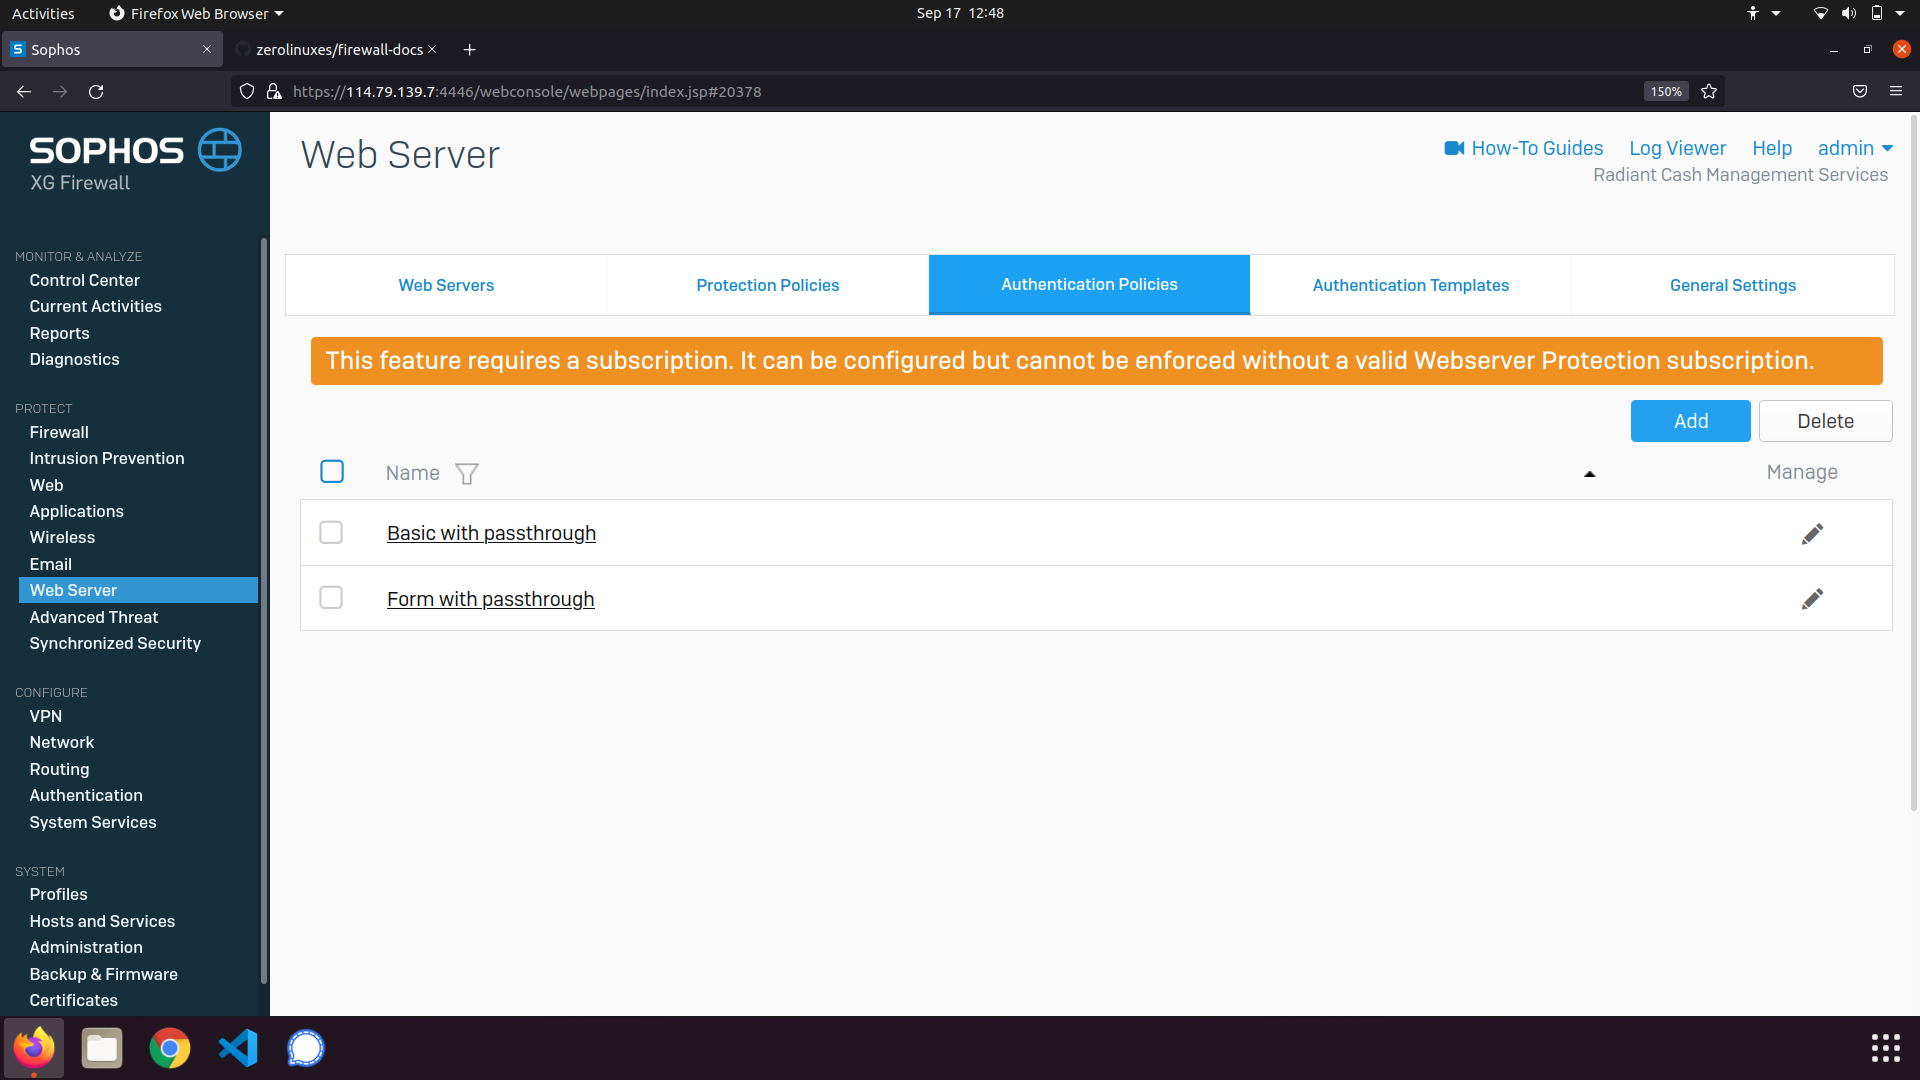 Activities
Firefox Web Browser
Sep 17 12:48
Sophos
zerolinuxes/firewall-docs
https://114.79.139.7:4446/webconsole/webpages/index.jsp#20378
150%
SOPHOS
XG Firewall
Web Server
How-To Guides
Log Viewer
Help
admin
Radiant Cash Management Services
MONITOR & ANALYZE
Control Center
Current Activities
Reports
Diagnostics
PROTECT
Firewall
Intrusion Prevention
Web
Applications
Wireless
Email
Web Server
Advanced Threat
Synchronized Security
CONFIGURE
VPN
Network
Routing
Authentication
System Services
SYSTEM
Profiles
Hosts and Services
Administration
Backup & Firmware
Certificates
Web Servers
Protection Policies
Authentication Policies
Authentication Templates
General Settings
This feature requires a subscription. It can be configured but cannot be enforced without a valid Webserver Protection subscription.
Add
Delete
Name
Manage
Basic with passthrough
Form with passthrough